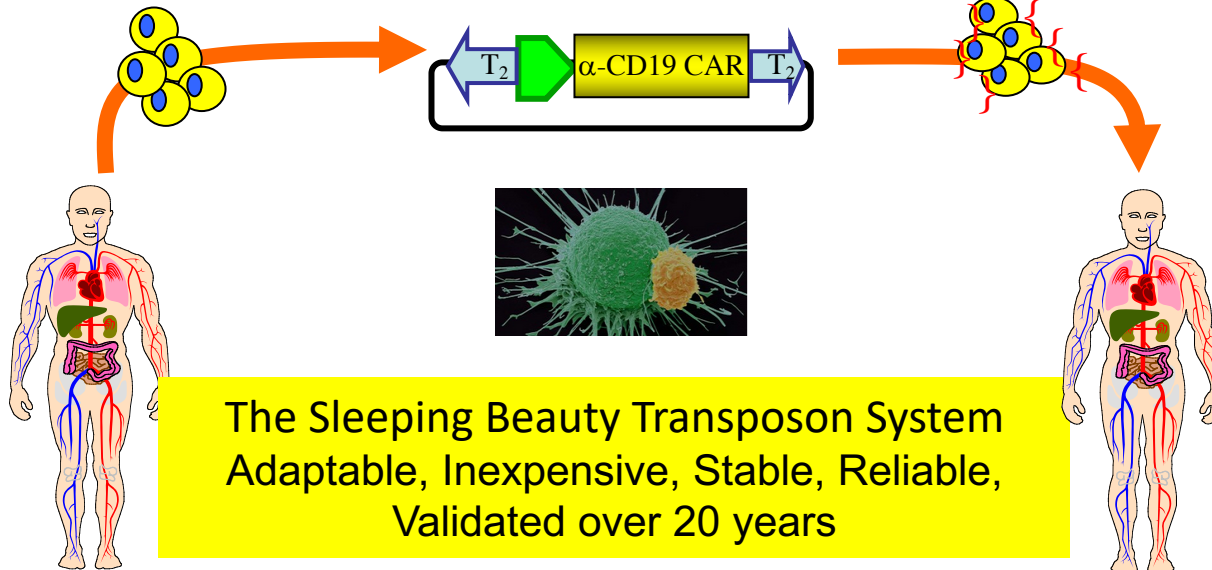 T₂ α-CD19 CAR T₂
The Sleeping Beauty Transposon System
Adaptable, Inexpensive, Stable, Reliable,
Validated over 20 years